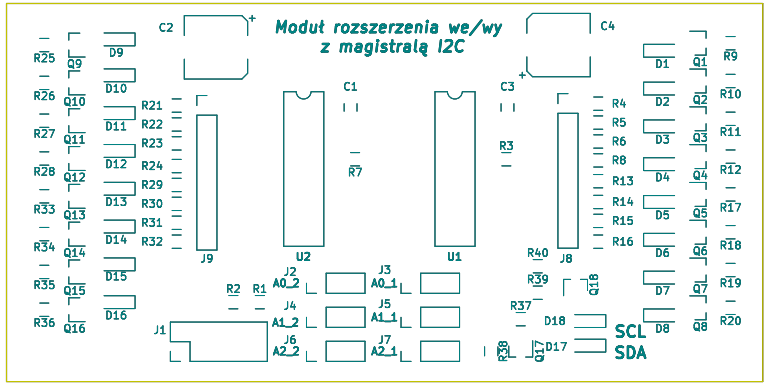 Moduł rozszerzenia we/wy
z magistralą I2C
C2 + C4 +
D9 D1 R9
R25 Q9 Q1
D10 D2 R10
R26 Q10 Q2
C1 C3
R21 R4
D11 R22 R5 D3 R11
R27 Q11 R23 R6 Q3
D12 R24 R7 R3 R8 D4 R12
R28 Q12 Q4
D13 R29 R13 D5 R17
R33 Q13 R30 R14 Q5
D14 R31 R15 D6 R18
R34 Q14 R32 R16 Q6
J9 U2 U1 J8
R40
D15 J2 J3 R39 Q18 D7 R19
R35 Q15 A0_2 A0_1 Q7
D16 R2 R1 J4 J5 R37 D8 R20
R36 Q16 J1 A1_2 A1_1 D18 SCL Q8
J6 J7 R38 Q17 D17 SDA
A2_2 A2_1